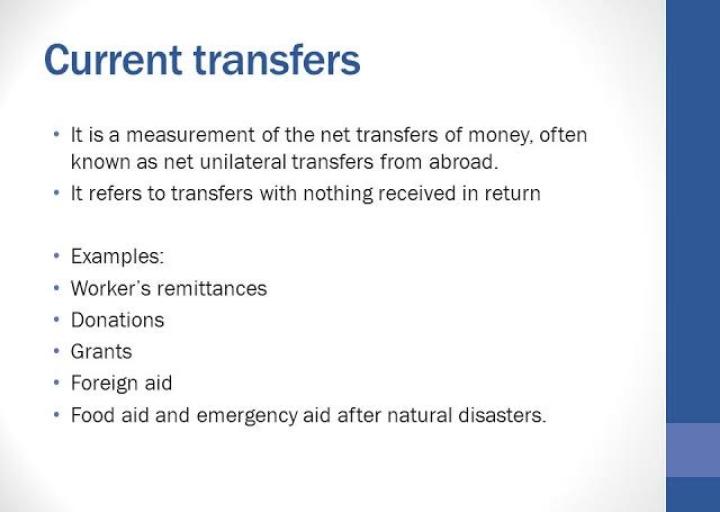 Current transfers
• It is a measurement of the net transfers of money, often
known as net unilateral transfers from abroad.
• It refers to transfers with nothing received in return
• Examples:
• Worker’s remittances
• Donations
• Grants
• Foreign aid
• Food aid and emergency aid after natural disasters.